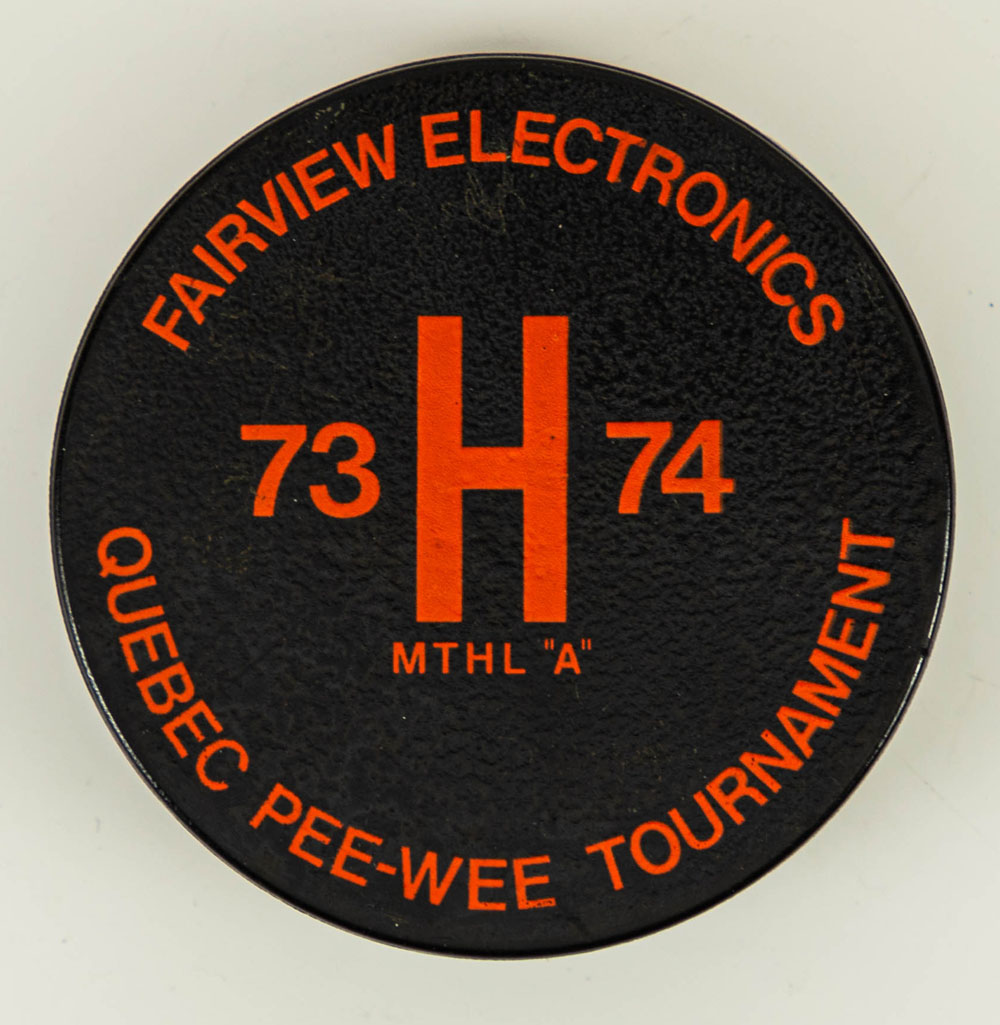 FAIRVIEW ELECTRONICS
73 H 74
MTHL "A"
QUEBEC PEE-WEE TOURNAMENT